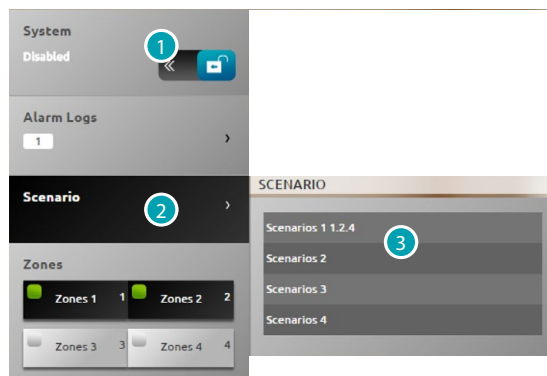 System
Disabled
1
«
Alarm Logs
1
›
Scenario
2
›
Zones
Zones 1 1
Zones 2 2
Zones 3 3
Zones 4 4
SCENARIO
Scenarios 1 1.2.4
3
Scenarios 2
Scenarios 3
Scenarios 4